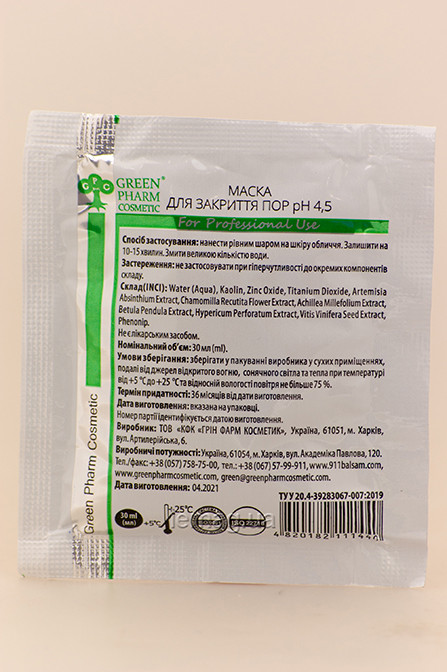 GPC
GREEN®
PHARM
COSMETIC
МАСКА
ДЛЯ ЗАКРИТТЯ ПОР pH 4,5
For Professional Use
Спосіб застосування: нанести рівним шаром на шкіру обличчя. Залишити на
10-15 хвилин. Змити великою кількістю води.
Застереження: не застосовувати при гіперчутливості до окремих компонентів
складу.
Склад(INCI): Water (Aqua), Kaolin, Zinc Oxide, Titanium Dioxide, Artemisia
Absinthium Extract, Chamomilla Recutita Flower Extract, Achillea Millefolium Extract,
Betula Pendula Extract, Hypericum Perforatum Extract, Vitis Vinifera Seed Extract,
Phenonip.
Не є лікарським засобом.
Номінальний об'єм: 30 мл (ml).
Умови зберігання: зберігати у пакуванні виробника у сухих приміщеннях,
подалі від джерел відкритого вогню, сонячного світла та тепла при температурі
від +5 °C до +25 °C та відносній вологості повітря не більше 75 %.
Термін придатності: 36 місяців від дати виготовлення.
Дата виготовлення: вказана на упаковці.
Номер партії ідентифікується датою виготовлення.
Виробник: ТОВ «КФК «ГРІН ФАРМ КОСМЕТИК», Україна, 61051, м. Харків,
вул. Артилерійська, 6.
Виробничі потужності: Україна, 61054, м. Харків, вул. Академіка Павлова, 120.
Тел./факс: +38 (057) 758-75-00, тел.: +38 (067) 57-99-911, www.911balsam.com,
www.greenpharmcosmetic.com, green@greenpharmcosmetic.com
Дата виготовлення: 04.2021
ТУ У 20.4-39283067-007:2019
Green Pharm Cosmetic
30 ml
(мл)
+5°C
+25°C
ISO 22716
4820182111440